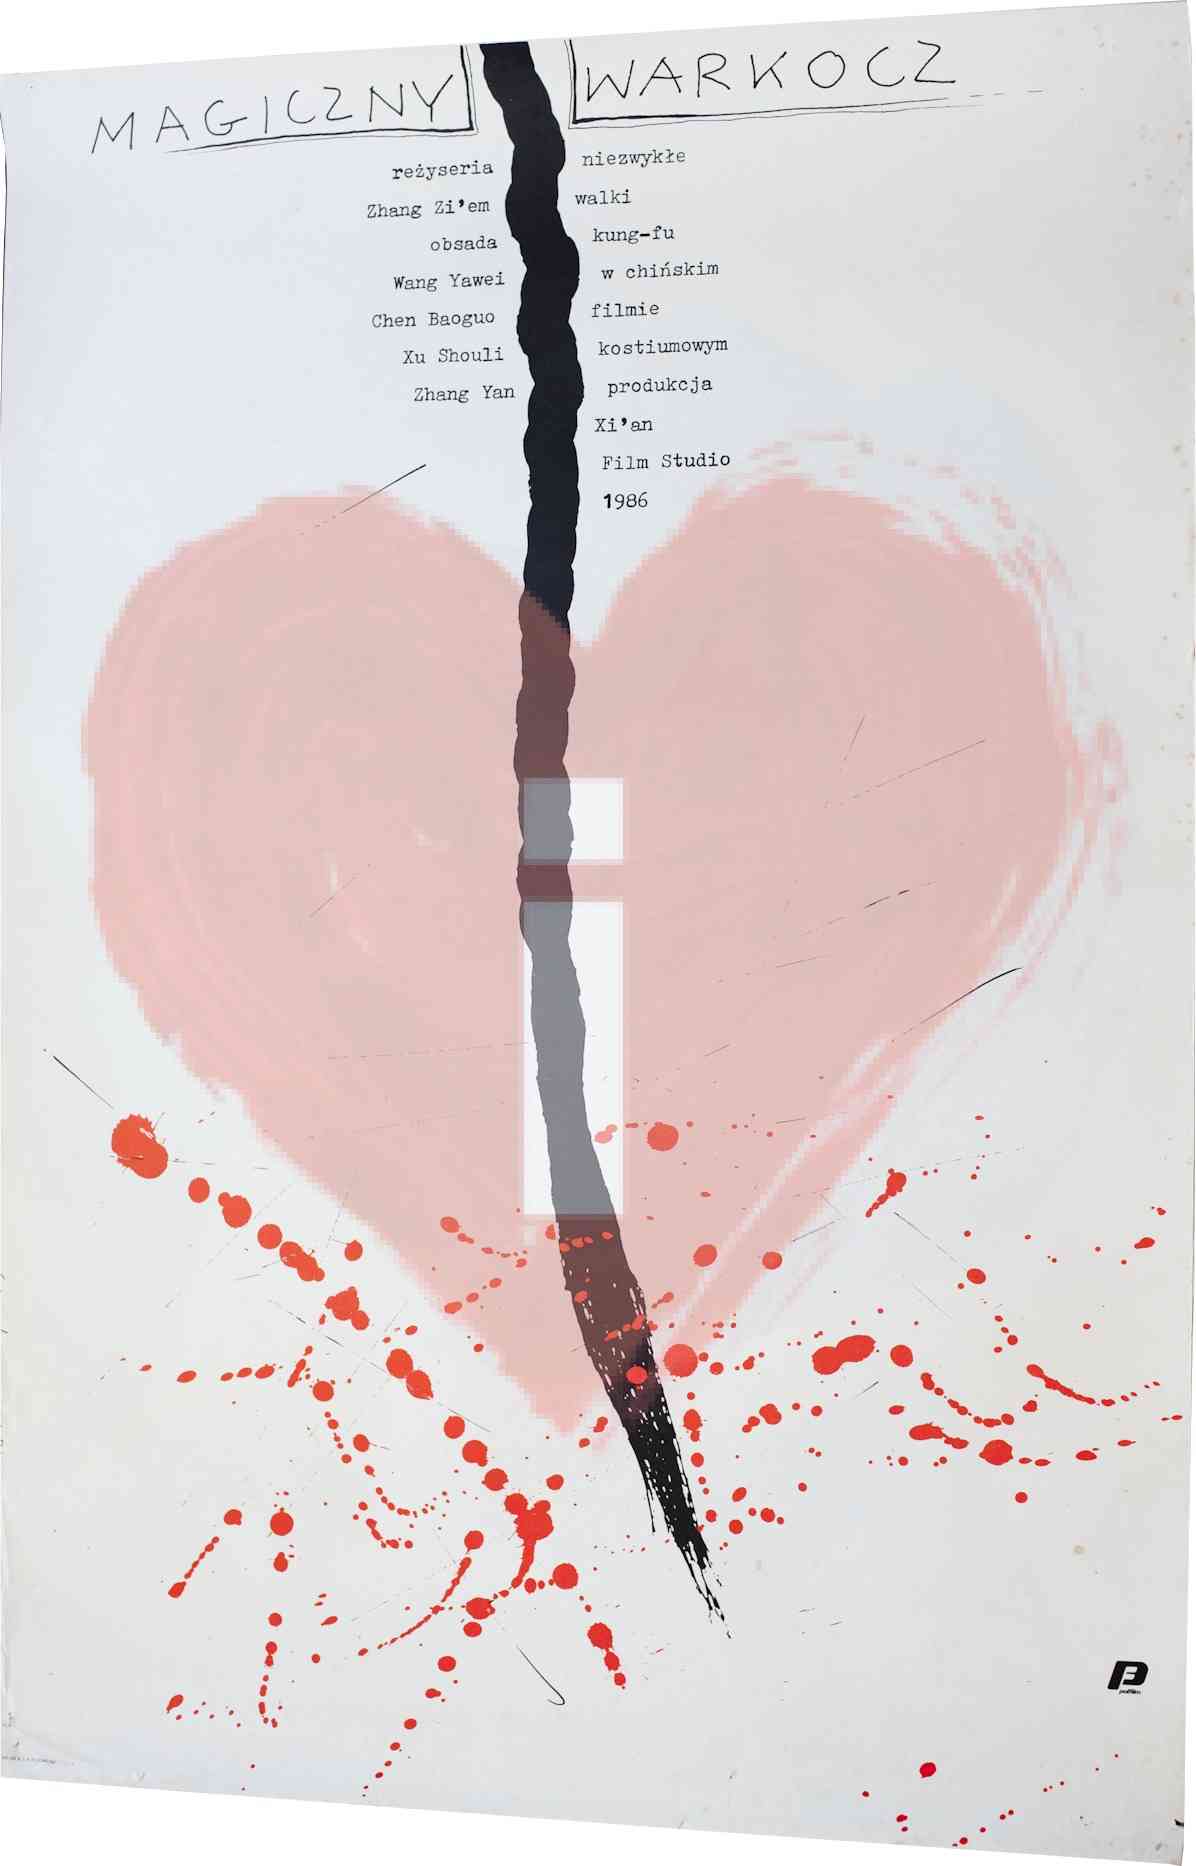 MAGICZNY WARKOCZ
reżyseria
Zhang Zi'em
obsada
Wang Yawei
Chen Baoguo
Xu Shouli
Zhang Yan
niezwykłe
walki
kung-fu
w chińskim
filmie
kostiumowym
produkcja
Xi'an
Film Studio
1986
i
polfilm